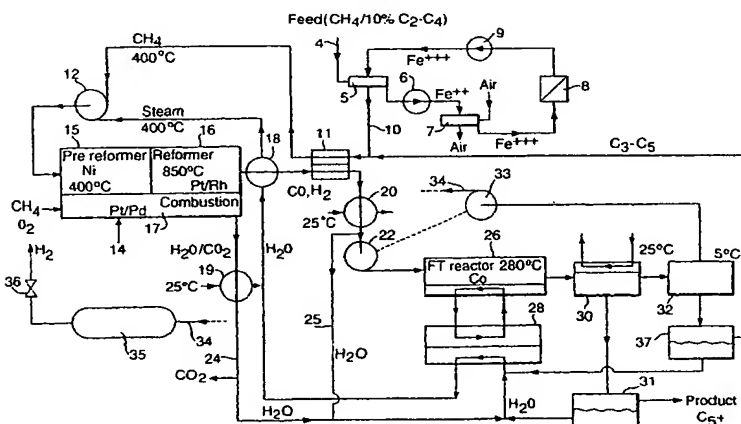 Feed(CH4/10% C2-C4)
4
9
CH4
400°C
Fe+++
12
5
6
Fe++
8
Air
7
Steam
400°C
10
Air
Fe+++
15
16
11
C3-C5
18
Pre reformer
Ni
400°C
Reformer
850°C
Pt/Rh
CO,H2
20
34
33
CH4
O2
Pt/Pd
Combustion
25°C
22
26
14
17
H2
H2O/CO2
H2O
FT reactor 280°C
Co
25°C
5°C
36
19
25°C
30
32
28
25
35
34
37
24
H2O
CO2
31
H2O
H2O
Product
C5+